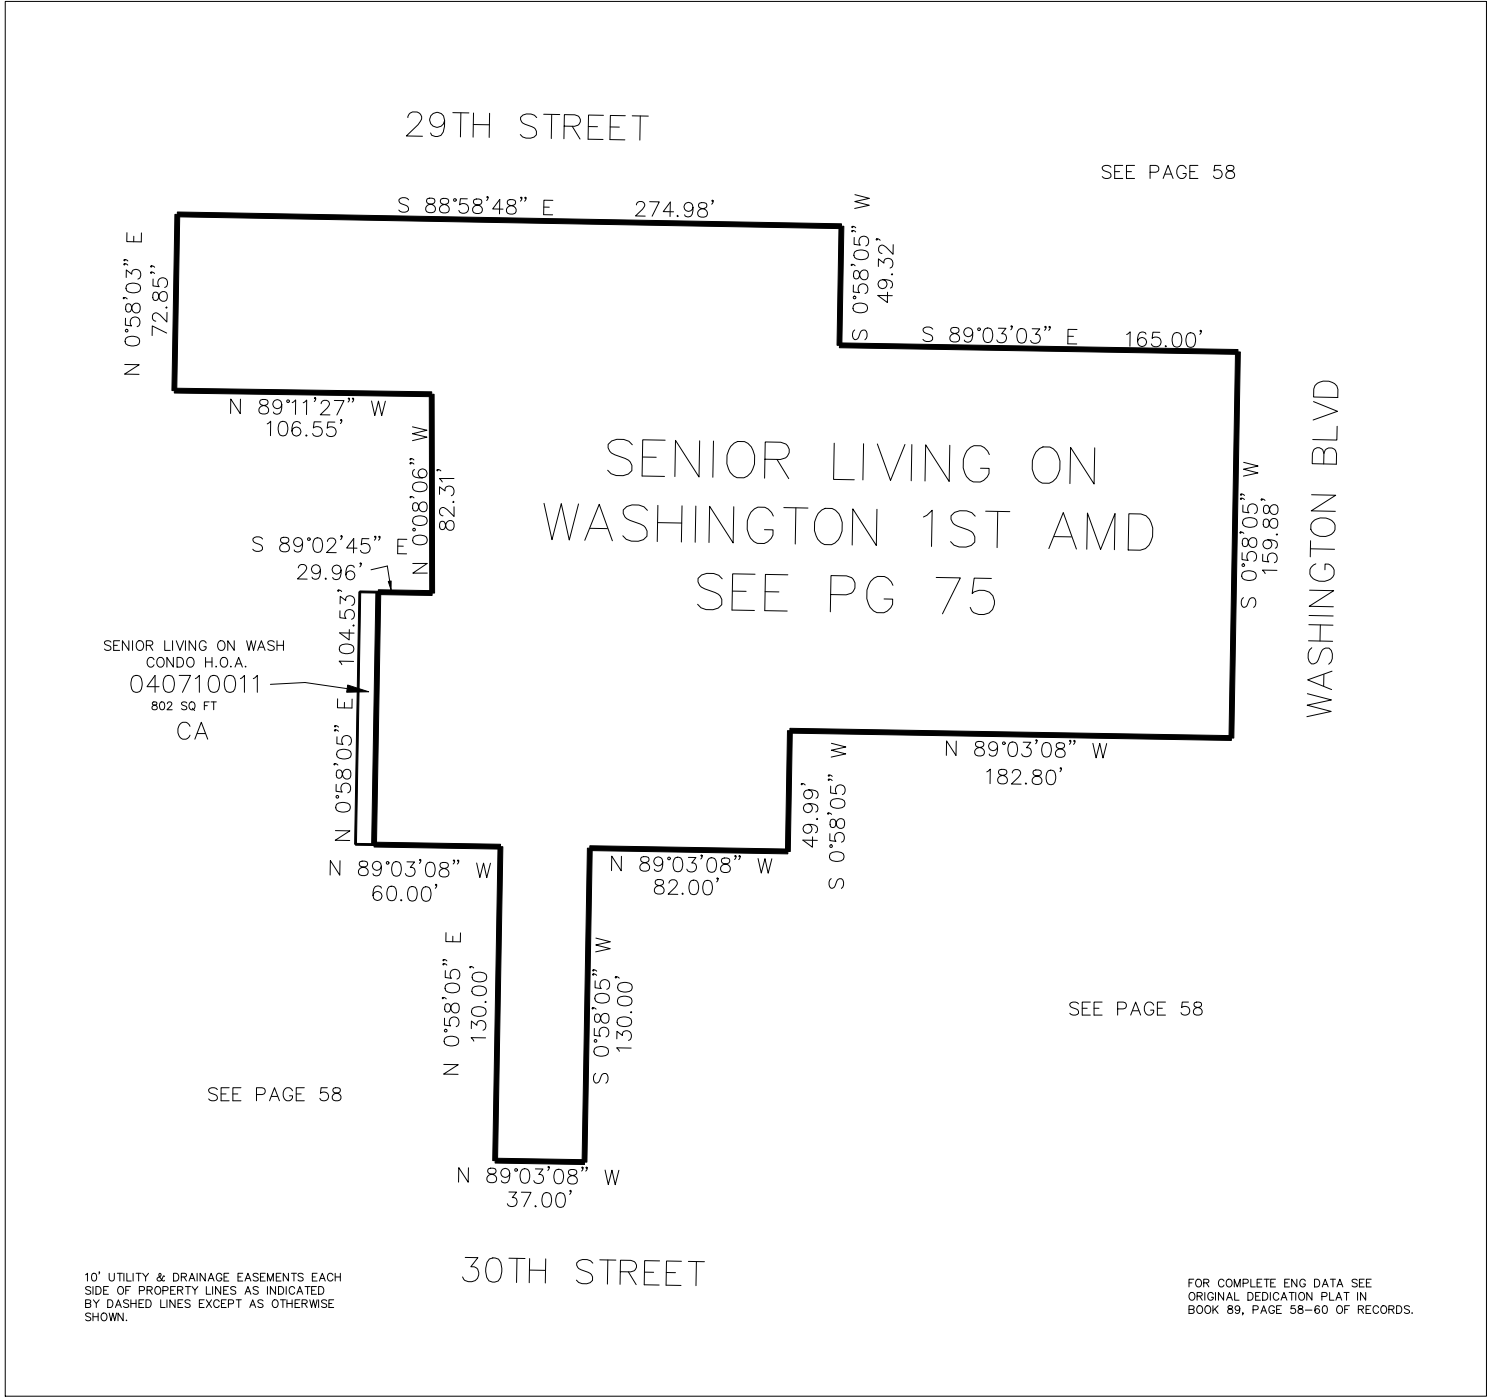 29TH STREET
SEE PAGE 58
S 88°58'48" E 274.98'
N 0°58'03" E
72.85"
S 0°58'05" W
49.32'
S 89°03'03" E 165.00'
N 89°11'27" W
106.55'
N 0°08'06" W
82.31'
SENIOR LIVING ON
WASHINGTON 1ST AMD
SEE PG 75
S 0°58'05" W
159.88'
WASHINGTON BLVD
S 89°02'45" E
29.96'
N 0°58'05" E 104.53'
SENIOR LIVING ON WASH
CONDO H.O.A.
040710011
802 SQ FT
CA
N 89°03'08" W
182.80'
49.99'
S 0°58'05" W
N 89°03'08" W
60.00'
N 89°03'08" W
82.00'
N 0°58'05" E
130.00'
S 0°58'05" W
130.00'
SEE PAGE 58
SEE PAGE 58
N 89°03'08" W
37.00'
30TH STREET
10' UTILITY & DRAINAGE EASEMENTS EACH
SIDE OF PROPERTY LINES AS INDICATED
BY DASHED LINES EXCEPT AS OTHERWISE
SHOWN.
FOR COMPLETE ENG DATA SEE
ORIGINAL DEDICATION PLAT IN
BOOK 89, PAGE 58-60 OF RECORDS.